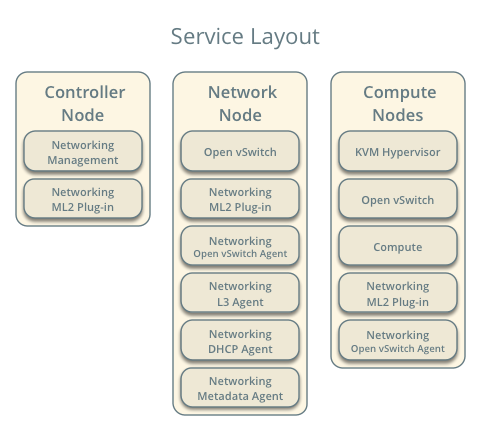 Service Layout
Controller
Node
Networking
Management
Networking
ML2 Plug-in
Network
Node
Open vSwitch
Networking
ML2 Plug-in
Networking
Open vSwitch Agent
Networking
L3 Agent
Networking
DHCP Agent
Networking
Metadata Agent
Compute
Nodes
KVM Hypervisor
Open vSwitch
Compute
Networking
ML2 Plug-in
Networking
Open vSwitch Agent